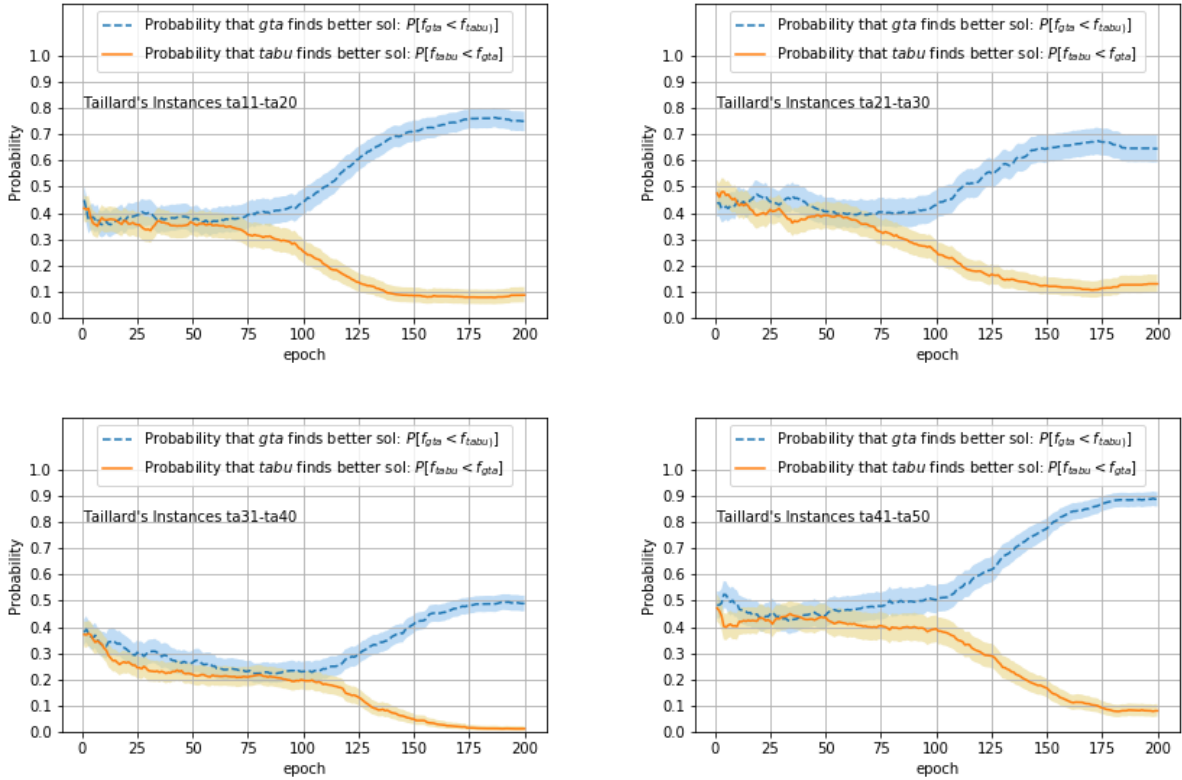 Probability that gta finds better sol: P[f_gta < f_tabu)]
Probability that tabu finds better sol: P[f_tabu < f_gta]
Taillard's Instances ta11-ta20
Probability
1.0
0.9
0.8
0.7
0.6
0.5
0.4
0.3
0.2
0.1
0.0
0 25 50 75 100 125 150 175 200
epoch
Probability that gta finds better sol: P[f_gta < f_tabu)]
Probability that tabu finds better sol: P[f_tabu < f_gta]
Taillard's Instances ta21-ta30
Probability
1.0
0.9
0.8
0.7
0.6
0.5
0.4
0.3
0.2
0.1
0.0
0 25 50 75 100 125 150 175 200
epoch
Probability that gta finds better sol: P[f_gta < f_tabu)]
Probability that tabu finds better sol: P[f_tabu < f_gta]
Taillard's Instances ta31-ta40
Probability
1.0
0.9
0.8
0.7
0.6
0.5
0.4
0.3
0.2
0.1
0.0
0 25 50 75 100 125 150 175 200
epoch
Probability that gta finds better sol: P[f_gta < f_tabu)]
Probability that tabu finds better sol: P[f_tabu < f_gta]
Taillard's Instances ta41-ta50
Probability
1.0
0.9
0.8
0.7
0.6
0.5
0.4
0.3
0.2
0.1
0.0
0 25 50 75 100 125 150 175 200
epoch